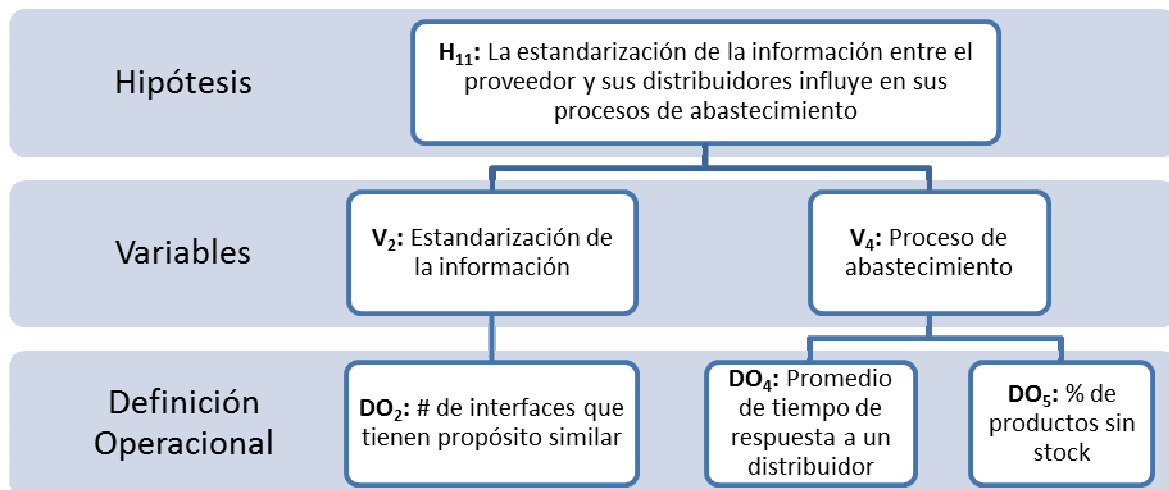 Hipótesis
H₁₁: La estandarización de la información entre el
proveedor y sus distribuidores influye en sus
procesos de abastecimiento
Variables
V₂: Estandarización de
la información
V₄: Proceso de
abastecimiento
Definición
Operacional
DO₂: # de interfaces que
tienen propósito similar
DO₄: Promedio
de tiempo de
respuesta a un
distribuidor
DO₅: % de
productos sin
stock